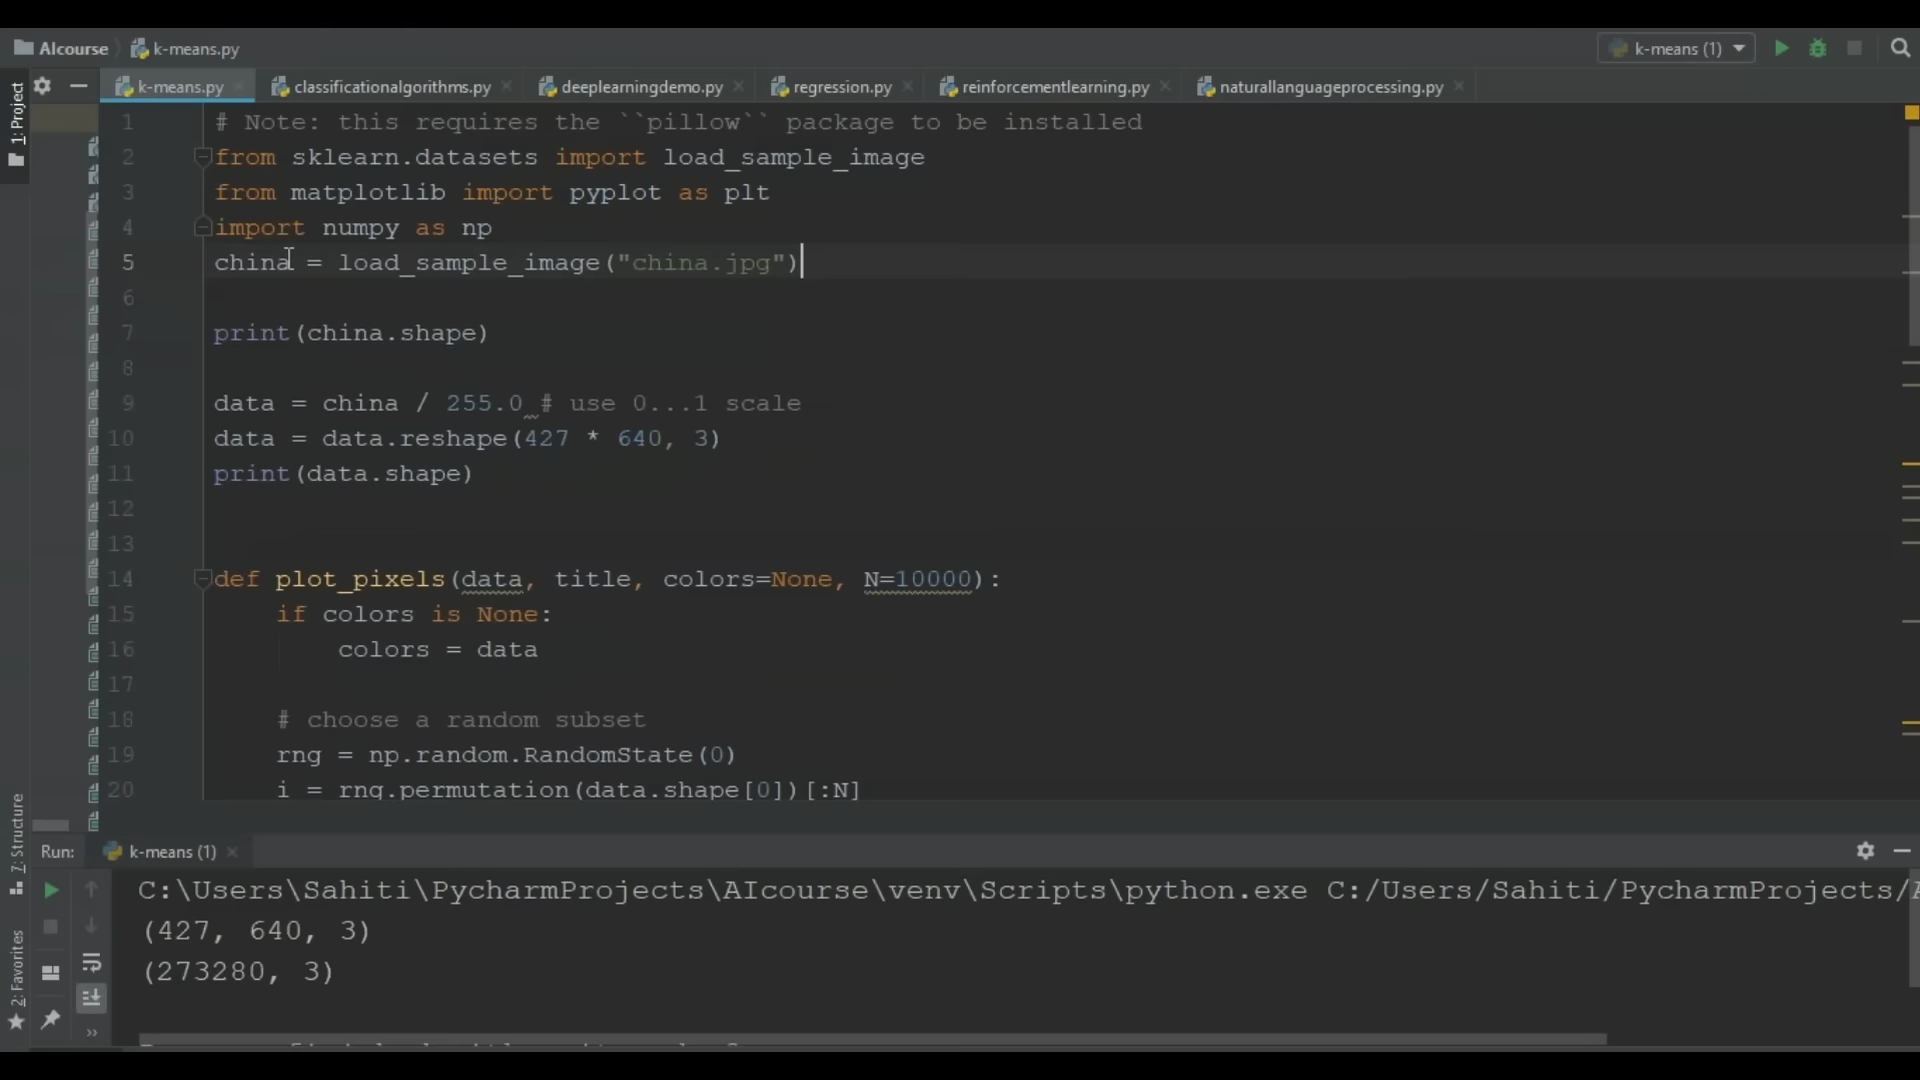 AIcourse k-means.py k-means (1)
1: Project
k-means.py classificationalgorithms.py deeplearningdemo.py regression.py reinforcementlearning.py naturallanguageprocessing.py
1 # Note: this requires the ``pillow`` package to be installed
2 from sklearn.datasets import load_sample_image
3 from matplotlib import pyplot as plt
4 import numpy as np
5 china = load_sample_image("china.jpg")
6
7 print(china.shape)
8
9 data = china / 255.0 # use 0...1 scale
10 data = data.reshape(427 * 640, 3)
11 print(data.shape)
12
13
14 def plot_pixels(data, title, colors=None, N=10000):
15 if colors is None:
16 colors = data
17
18 # choose a random subset
19 rng = np.random.RandomState(0)
20 i = rng.permutation(data.shape[0])[:N]
7: Structure
2: Favorites
Run: k-means (1)
C:\Users\Sahiti\PycharmProjects\AIcourse\venv\Scripts\python.exe C:/Users/Sahiti/PycharmProjects/
(427, 640, 3)
(273280, 3)